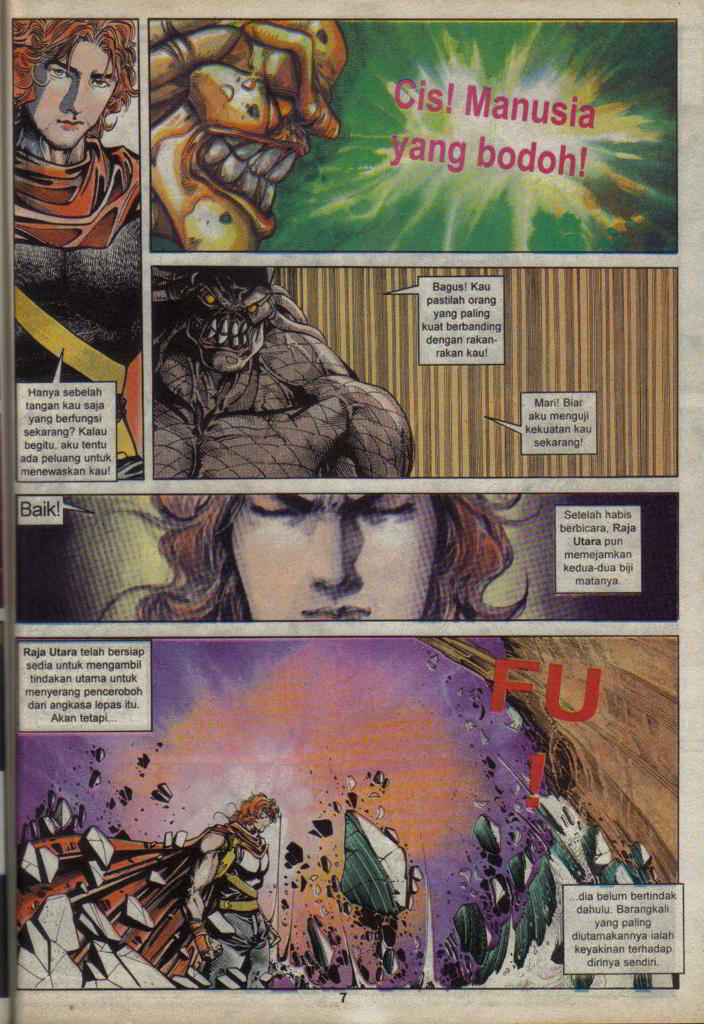 Hanya sebelah
tangan kau saja
yang berfungsi
sekarang? Kalau
begitu, aku tentu
ada peluang untuk
menewaskan kau!
Cis! Manusia
yang bodoh!
Bagus! Kau
pastilah orang
yang paling
kuat berbanding
dengan rakan-
rakan kau!
Mari! Biar
aku menguji
kekuatan kau
sekarang!
Baik!
Setelah habis
berbicara, Raja
Utara pun
memejamkan
kedua-dua biji
matanya.
Raja Utara telah bersiap
sedia untuk mengambil
tindakan utama untuk
menyerang penceroboh
dari angkasa lepas itu.
Akan tetapi...
FU
!
...dia belum bertindak
dahulu. Barangkali
yang paling
diutamakannya ialah
keyakinan terhadap
dirinya sendiri.
7